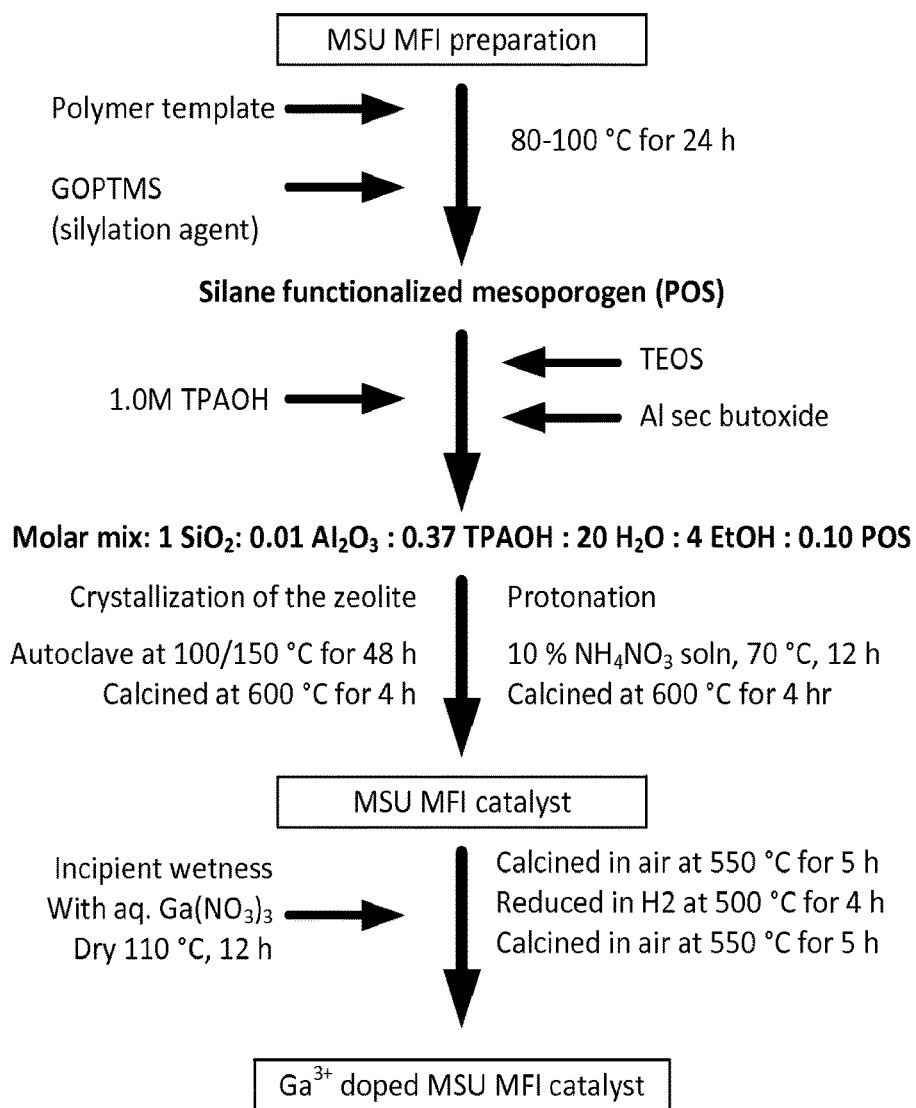 MSU MFI preparation
Polymer template
80-100 °C for 24 h
GOPTMS
(silylation agent)
Silane functionalized mesoporogen (POS)
TEOS
1.0M TPAOH
Al sec butoxide
Molar mix: 1 SiO₂: 0.01 Al₂O₃ : 0.37 TPAOH : 20 H₂O : 4 EtOH : 0.10 POS
Crystallization of the zeolite
Autoclave at 100/150 °C for 48 h
Calcined at 600 °C for 4 h
Protonation
10 % NH₄NO₃ soln, 70 °C, 12 h
Calcined at 600 °C for 4 hr
MSU MFI catalyst
Incipient wetness
With aq. Ga(NO₃)₃
Dry 110 °C, 12 h
Calcined in air at 550 °C for 5 h
Reduced in H2 at 500 °C for 4 h
Calcined in air at 550 °C for 5 h
Ga³⁺ doped MSU MFI catalyst